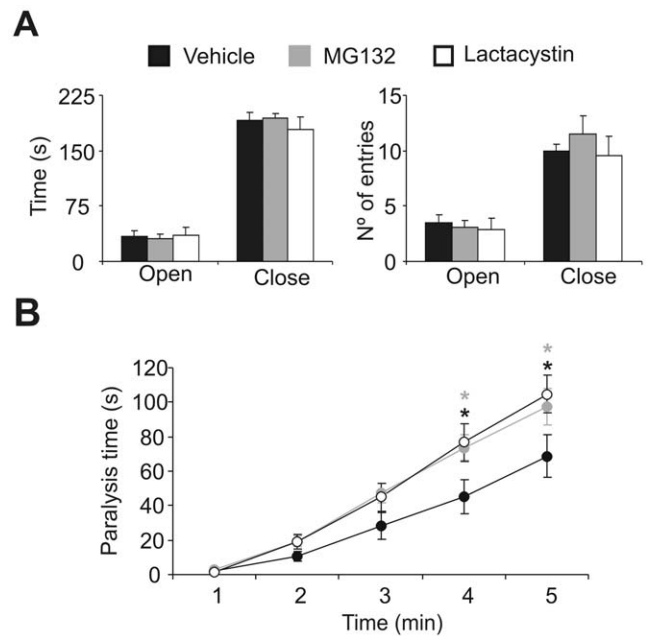 A
Vehicle MG132 Lactacystin
225
150
75
0
Time (s)
Open Close
15
10
5
0
Nº of entries
Open Close
B
120
100
80
60
40
20
0
Paralysis time (s)
* *
* *
1 2 3 4 5
Time (min)